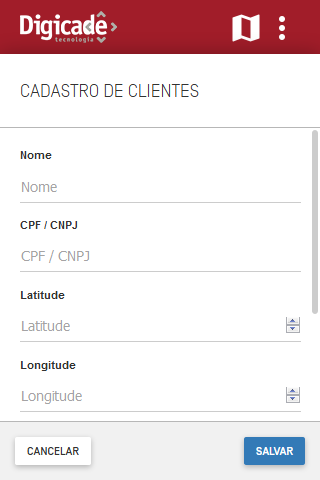 Digicade
tecnologia
CADASTRO DE CLIENTES
Nome
Nome
CPF / CNPJ
CPF / CNPJ
Latitude
Latitude
Longitude
Longitude
CANCELAR
SALVAR